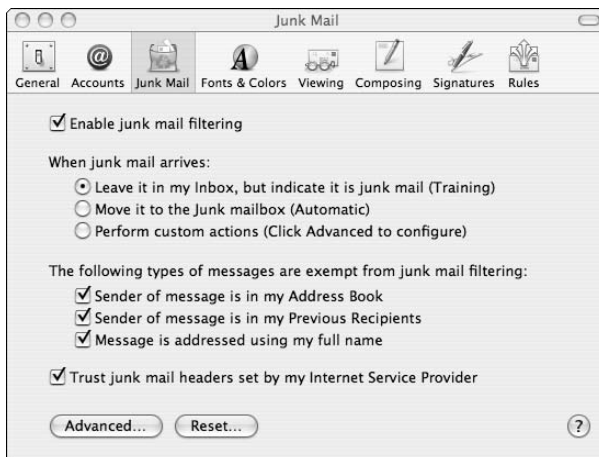 Junk Mail
General Accounts Junk Mail Fonts & Colors Viewing Composing Signatures Rules
Enable junk mail filtering
When junk mail arrives:
Leave it in my Inbox, but indicate it is junk mail (Training)
Move it to the Junk mailbox (Automatic)
Perform custom actions (Click Advanced to configure)
The following types of messages are exempt from junk mail filtering:
Sender of message is in my Address Book
Sender of message is in my Previous Recipients
Message is addressed using my full name
Trust junk mail headers set by my Internet Service Provider
Advanced... Reset... ?